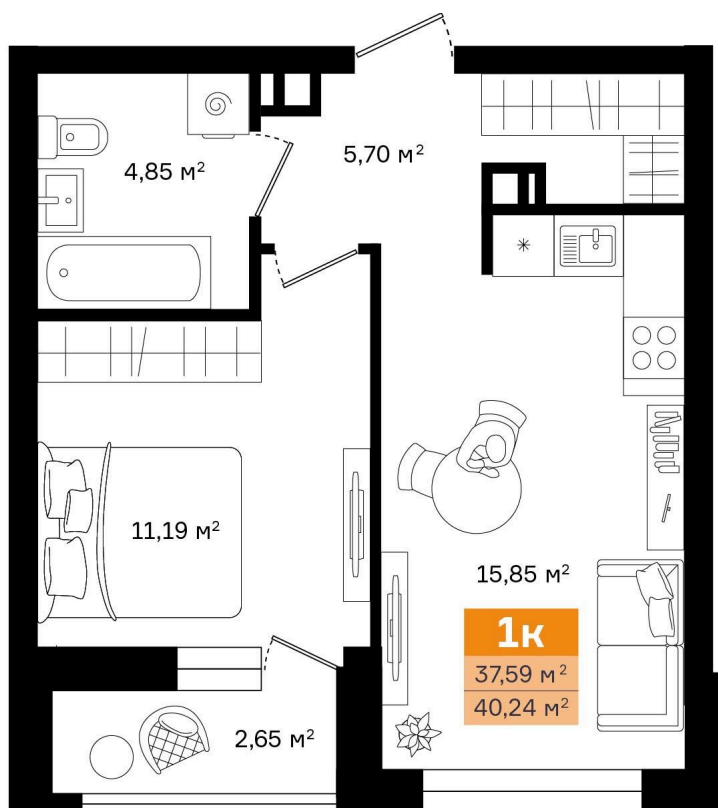 4,85 м²
5,70 м²
11,19 м²
15,85 м²
1к
37,59 м²
40,24 м²
2,65 м²